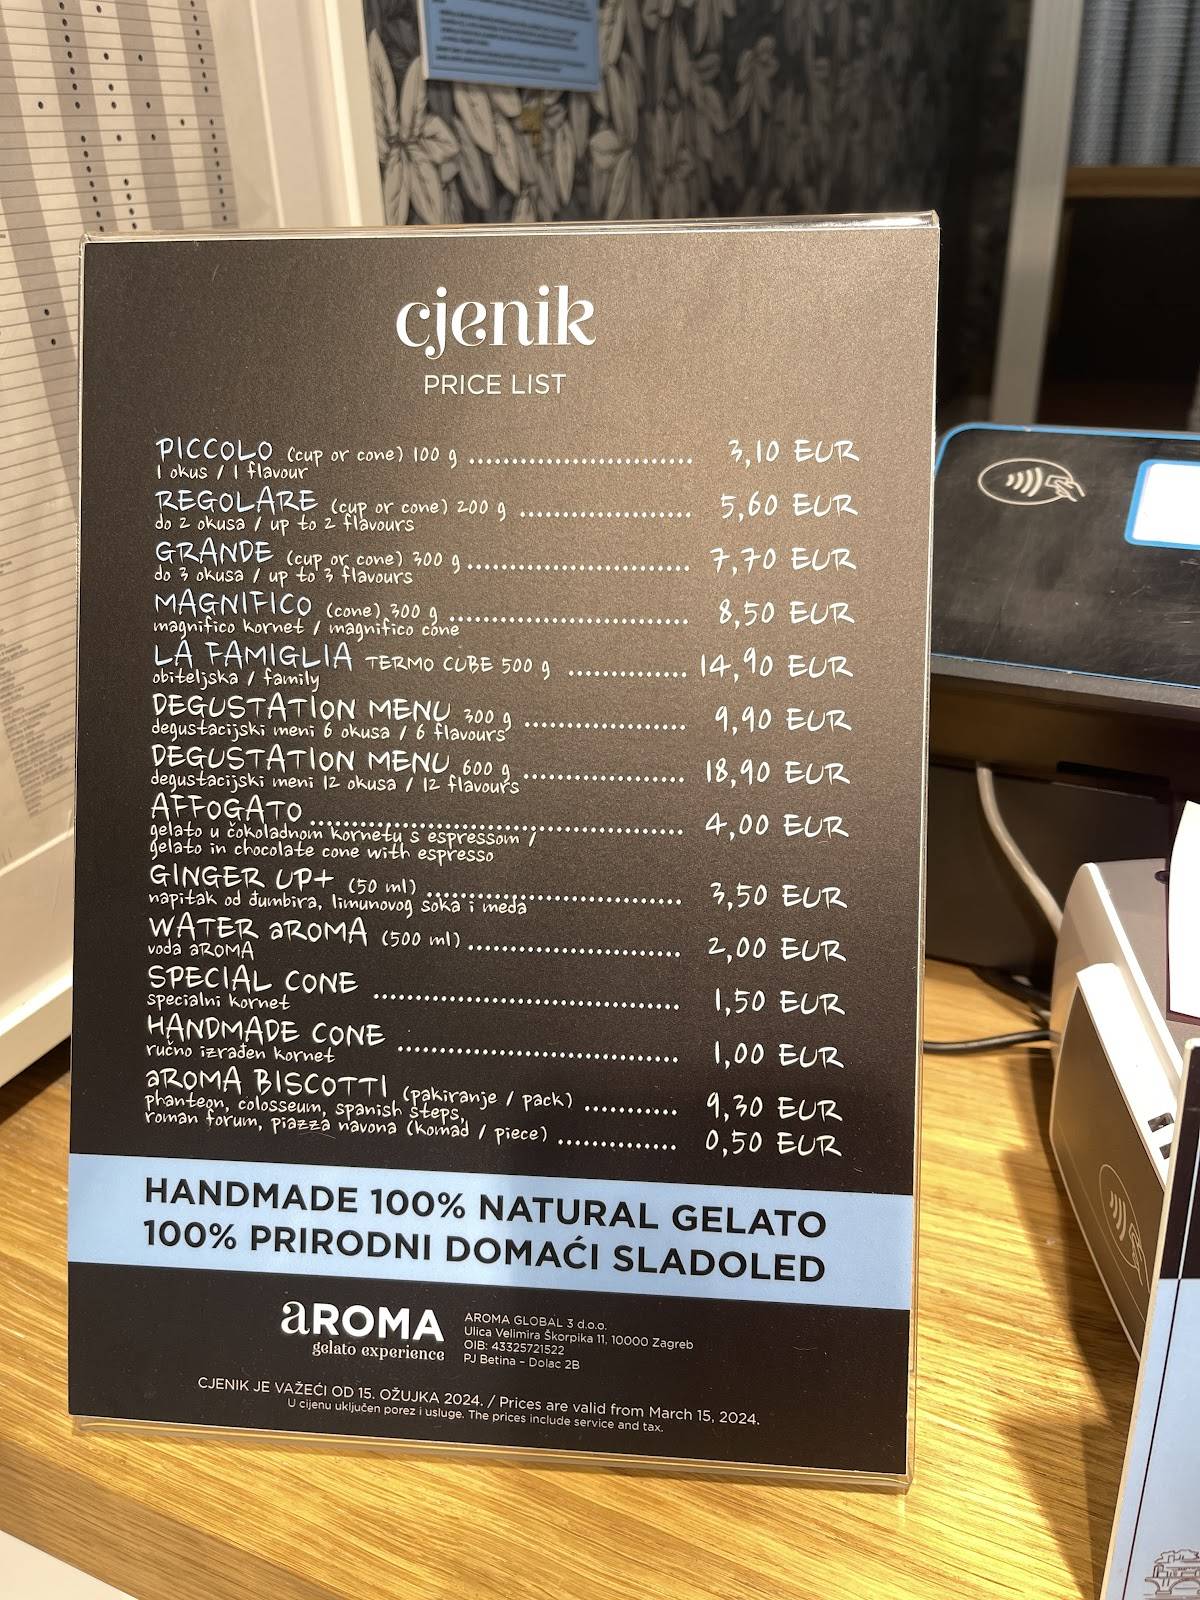 cjenik
PRICE LIST
PICCOLO (cup or cone) 100 g ........ 3,10 EUR
1 okus / 1 flavour
REGOLARE (cup or cone) 200 g ........ 5,60 EUR
do 2 okusa / up to 2 flavours
GRANDE (cup or cone) 300 g ........ 7,70 EUR
do 3 okusa / up to 3 flavours
MAGNIFICO (cone) 300 g ........ 8,50 EUR
magnifico kornet / magnifico cone
LA FAMIGLIA TERMO CUBE 500 g ........ 14,90 EUR
obiteljska / family
DEGUSTATION MENU 300 g ........ 9,90 EUR
degustacijski meni 6 okusa / 6 flavours
DEGUSTATION MENU 600 g ........ 18,90 EUR
degustacijski meni 12 okusa / 12 flavours
AFFOGATO ........ 4,00 EUR
gelato u čokoladnom kornetu s espressom /
gelato in chocolate cone with espresso
GINGER UP+ (50 ml) ........ 3,50 EUR
napitak od đumbira, limunovog soka i meda
WATER aROMA (500 ml) ........ 2,00 EUR
voda aROMA
SPECIAL CONE ........ 1,50 EUR
specialni kornet
HANDMADE CONE ........ 1,00 EUR
ručno izrađen kornet
aROMA BISCOTTI (pakiranje / pack) ........ 9,30 EUR
phanteon, colosseum, spanish steps,
roman forum, piazza navona (komad / piece) ........ 0,50 EUR
HANDMADE 100% NATURAL GELATO
100% PRIRODNI DOMAĆI SLADOLED
aROMA
gelato experience
AROMA GLOBAL 3 d.o.o.
Ulica Velimira Škorpika 11, 10000 Zagreb
OIB: 43325721522
PJ Betina - Dolac 2B
CJENIK JE VAŽEĆI OD 15. OŽUJKA 2024. / Prices are valid from March 15, 2024.
U cijenu uključen porez i usluge. The prices include service and tax.